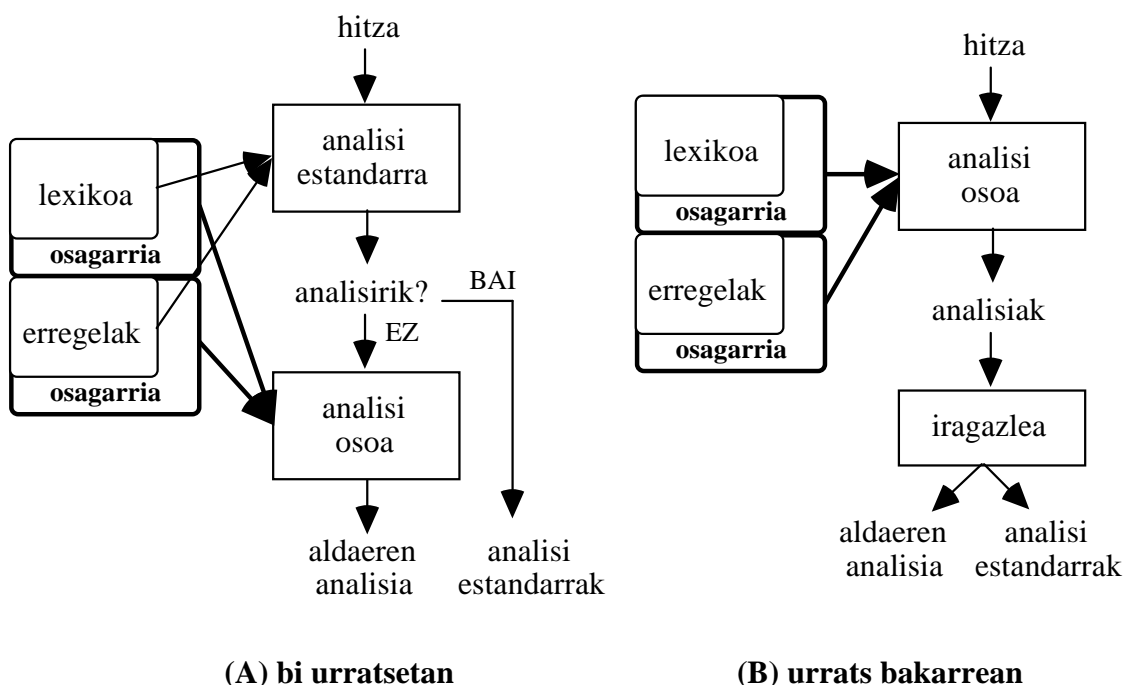 hitza
analisi
estandarra
lexikoa
osagarria
analisirik?
BAI
erregelak
EZ
osagarria
analisi
osoa
aldaeren
analisia
analisi
estandarrak
(A) bi urratsetan
hitza
lexikoa
analisi
osoa
osagarria
erregelak
analisiak
osagarria
iragazlea
aldaeren
analisia
analisi
estandarrak
(B) urrats bakarrean